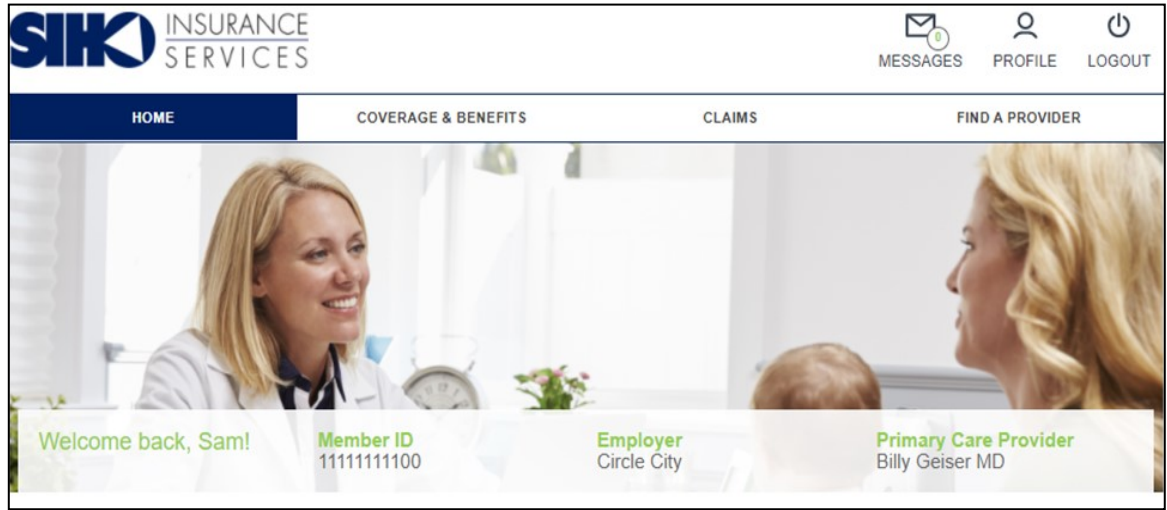 SIHO INSURANCE
SERVICES
0
MESSAGES PROFILE LOGOUT
HOME COVERAGE & BENEFITS CLAIMS FIND A PROVIDER
Welcome back, Sam! Member ID Employer Primary Care Provider
11111111100 Circle City Billy Geiser MD